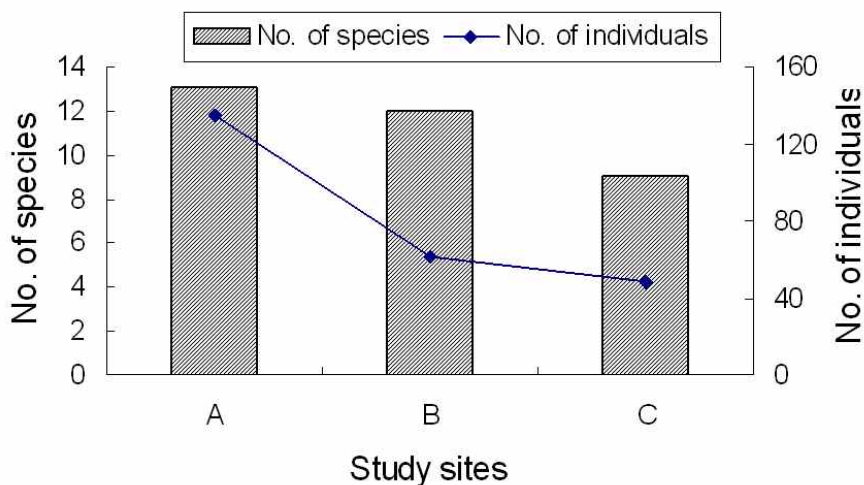 No. of species No. of individuals
No. of species
14
12
10
8
6
4
2
0
160
120
80
40
0
No. of individuals
A B C
Study sites